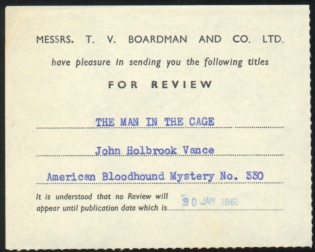 MESSRS. T. V. BOARDMAN AND CO. LTD.
have pleasure in sending you the following titles
FOR REVIEW
THE MAN IN THE CAGE
John Holbrook Vance
American Bloodhound Mystery No. 330
It is understood that no Review will
appear until publication date which is
30 JAN